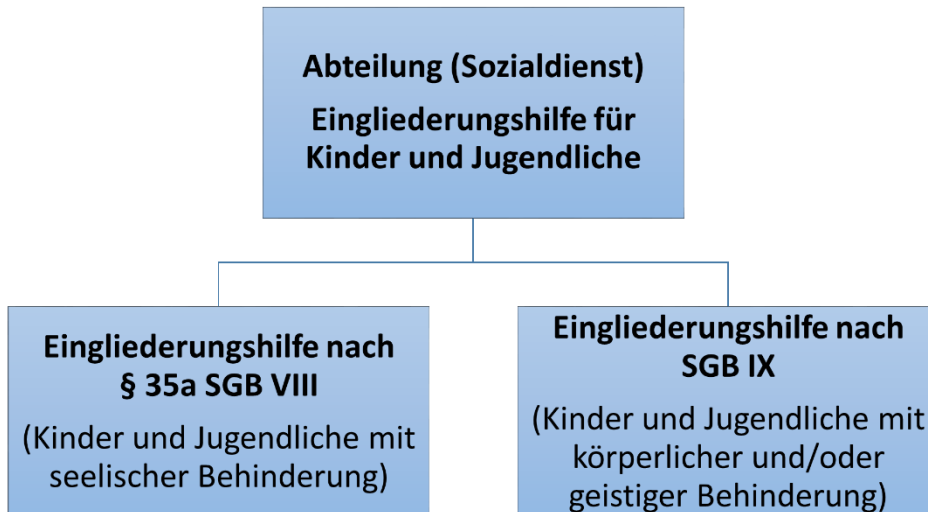 Abteilung (Sozialdienst)
Eingliederungshilfe für
Kinder und Jugendliche
Eingliederungshilfe nach
§ 35a SGB VIII
(Kinder und Jugendliche mit
seelischer Behinderung)
Eingliederungshilfe nach
SGB IX
(Kinder und Jugendliche mit
körperlicher und/oder
geistiger Behinderung)